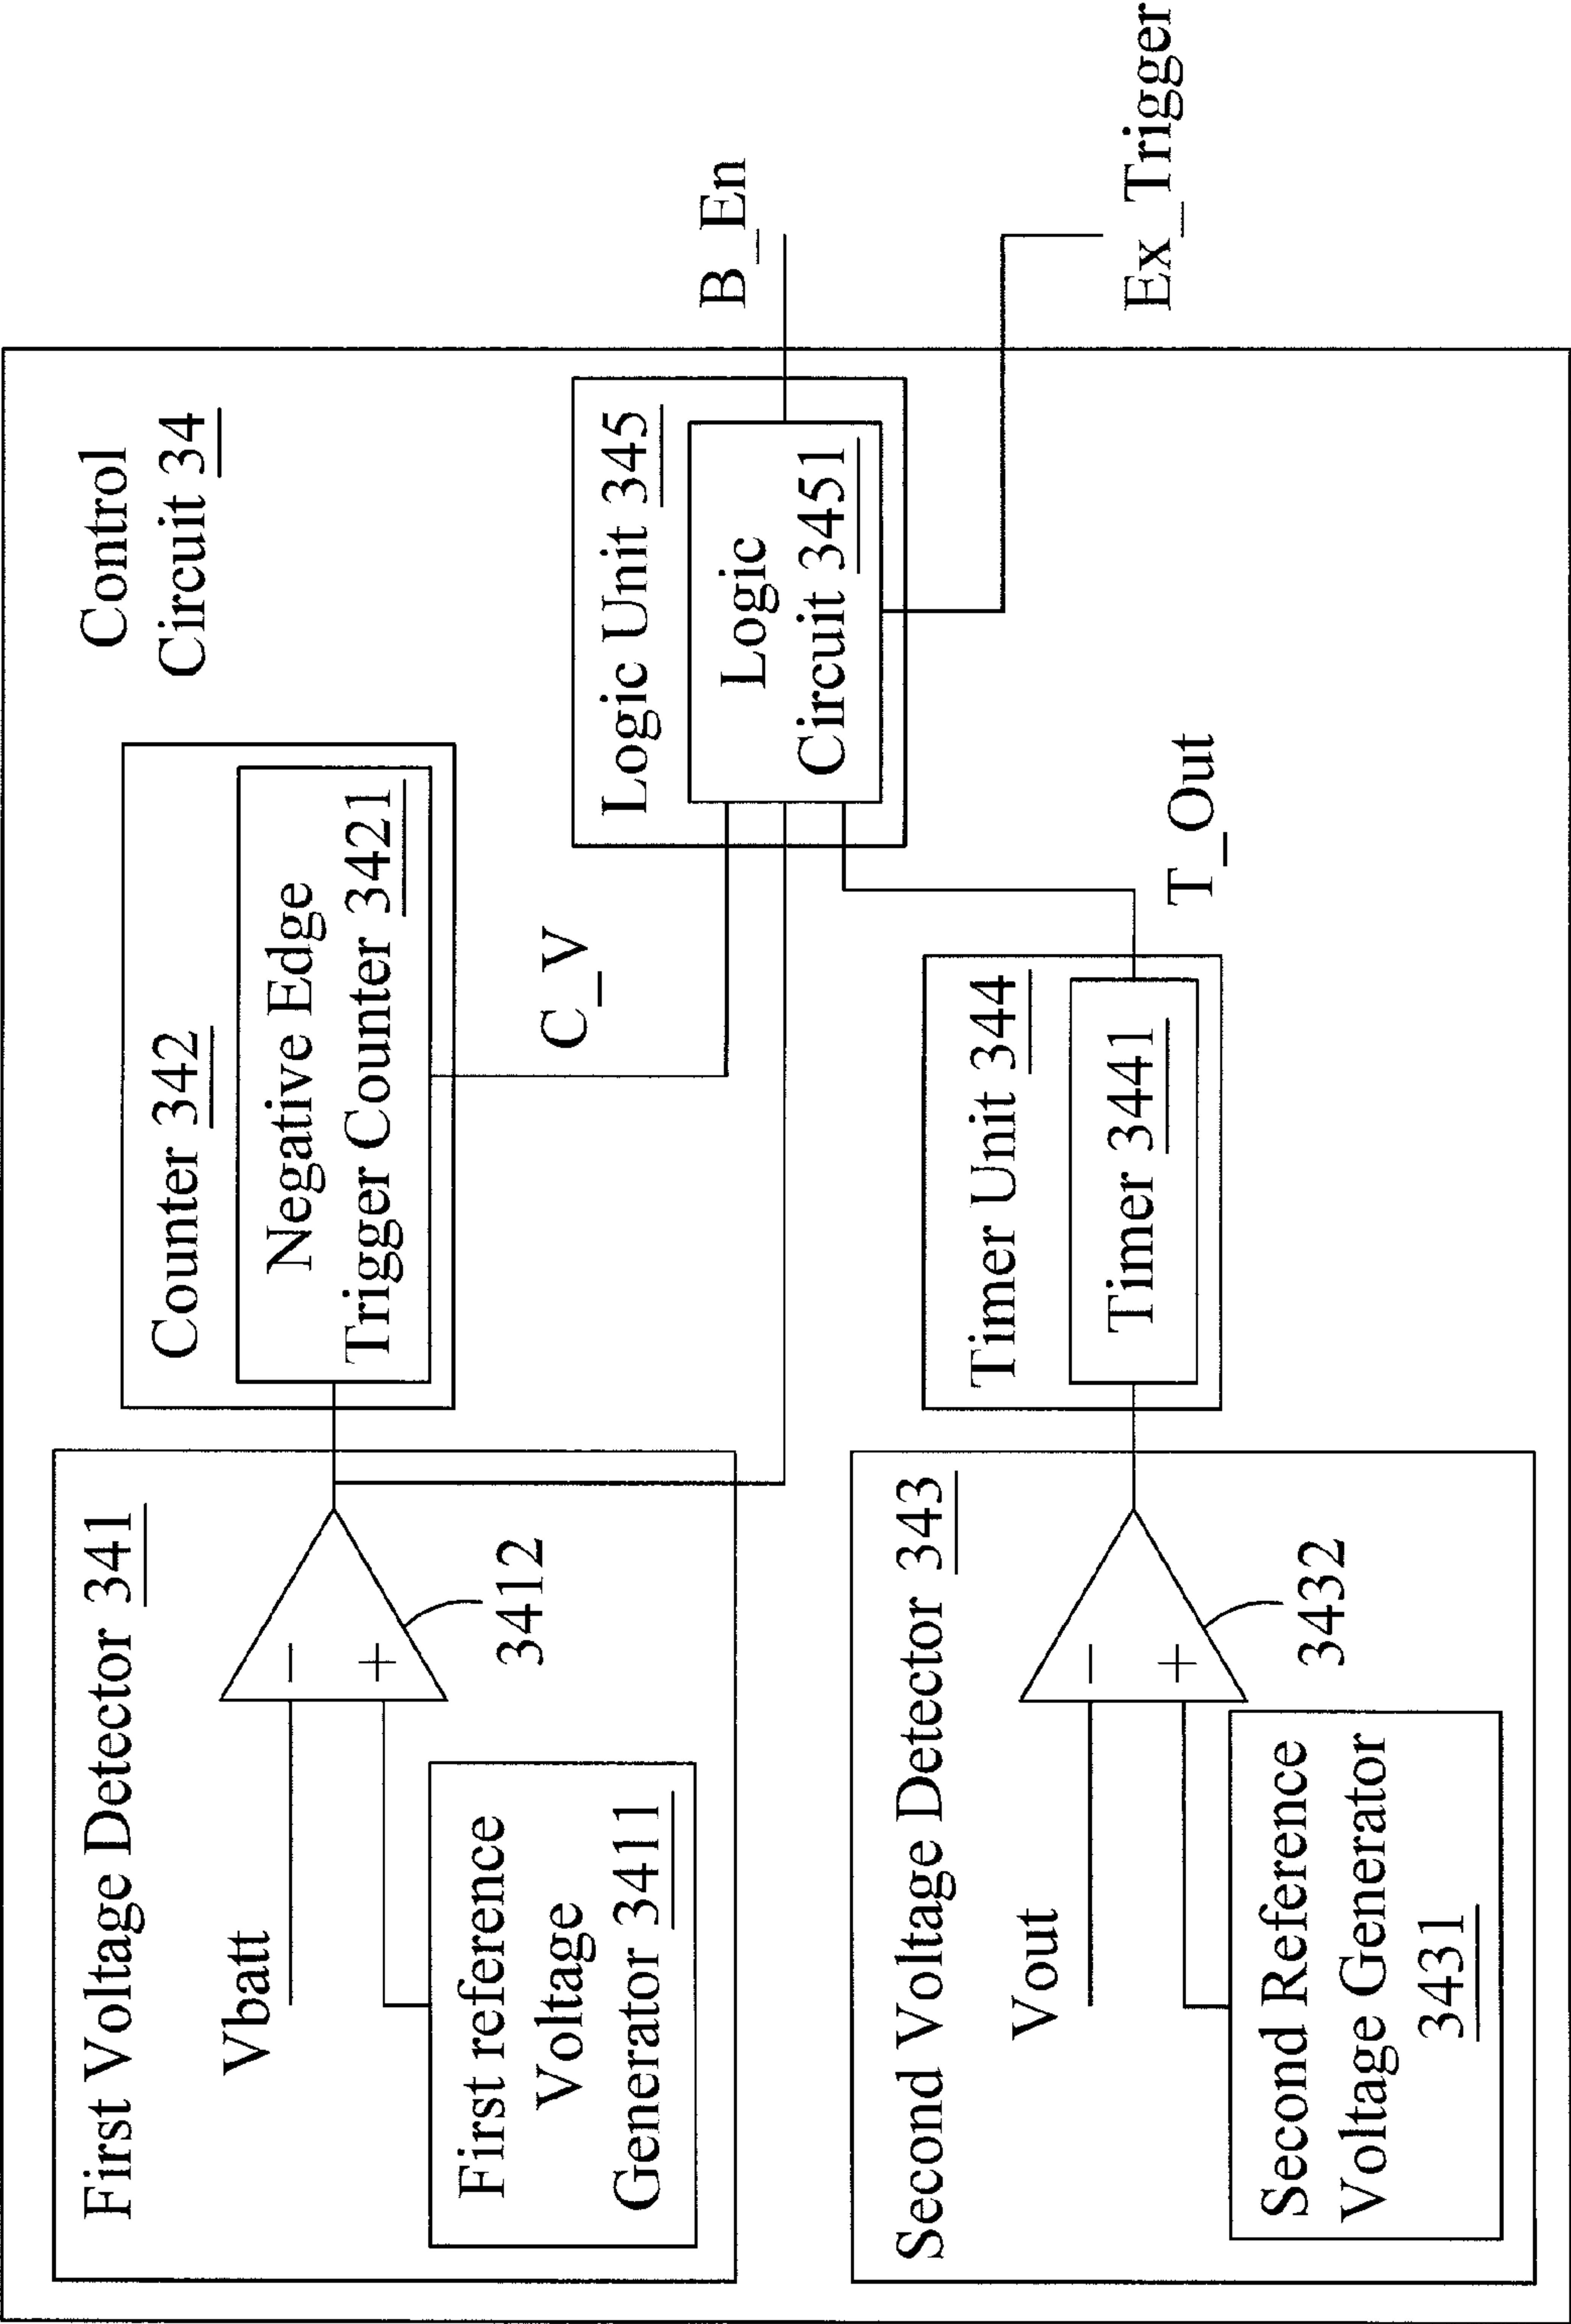 Control
Circuit 34
First Voltage Detector 341
Vbatt
−
+
3412
First reference
Voltage
Generator 3411
Counter 342
Negative Edge
Trigger Counter 3421
C_V
Logic Unit 345
Logic
Circuit 3451
B_En
Ex_Trigger
Second Voltage Detector 343
Vout
−
+
3432
Second Reference
Voltage Generator
3431
Timer Unit 344
Timer 3441
T_Out